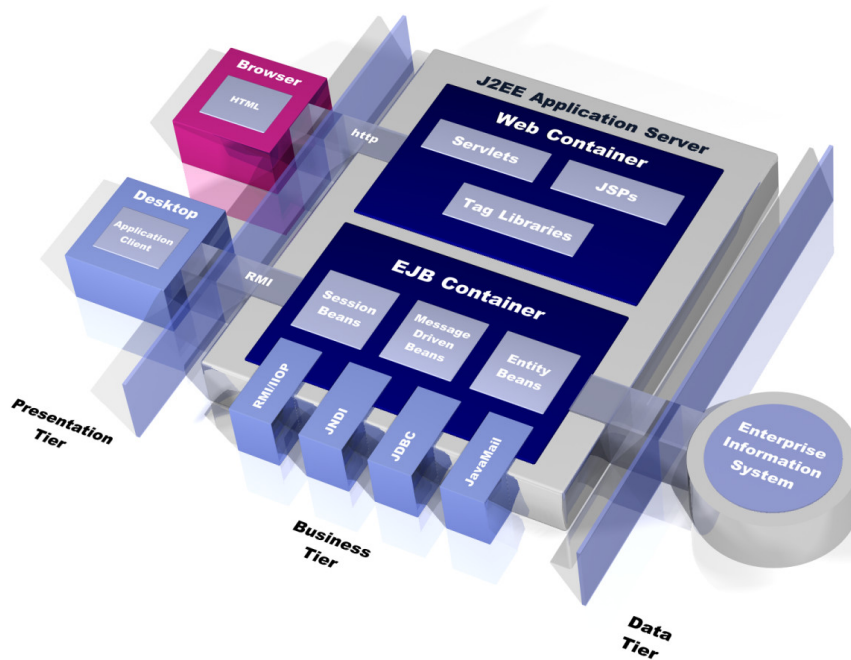 Browser
HTML
http
Desktop
Application
Client
RMI
J2EE Application Server
Web Container
Servlets
JSPs
Tag Libraries
EJB Container
Session
Beans
Message
Driven
Beans
Entity
Beans
RMI/IIOP
JNDI
JDBC
JavaMail
Enterprise
Information
System
Presentation
Tier
Business
Tier
Data
Tier